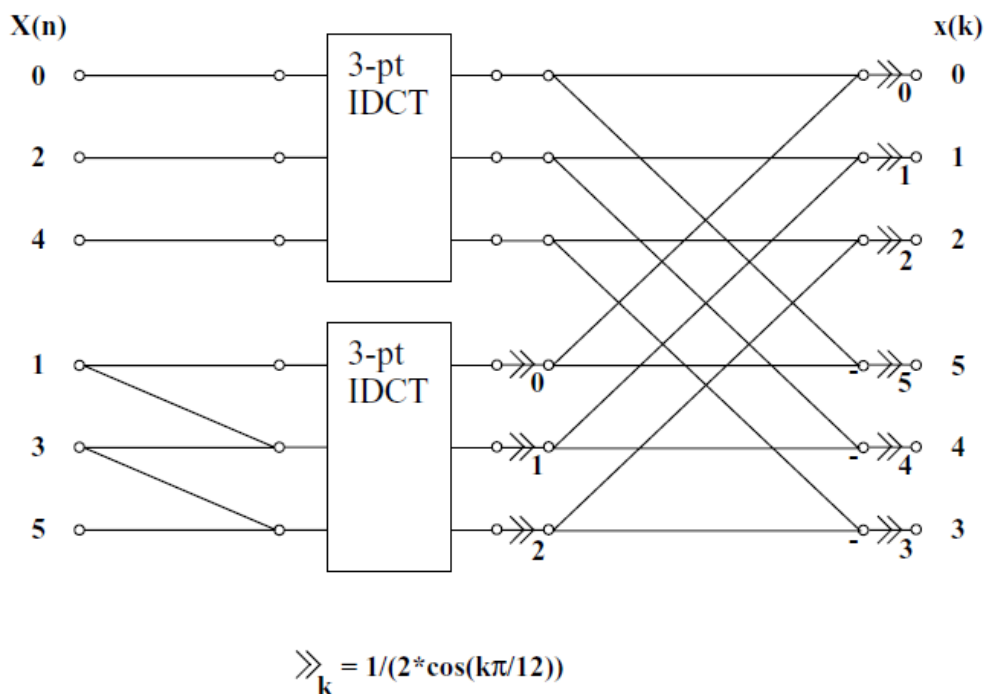 X(n) x(k)
0 3-pt IDCT 0 0
2 1 1
4 2 2
1 3-pt IDCT 0 - 5 5
3 1 - 4 4
5 2 - 3 3
≫k = 1/(2*cos(kπ/12))